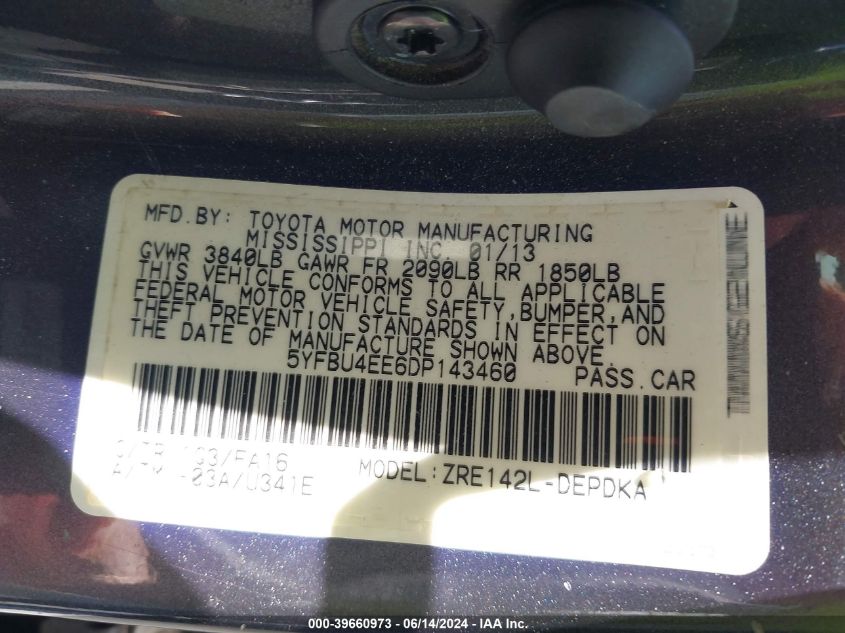 MFD.BY: TOYOTA MOTOR MANUFACTURING
MISSISSIPPI INC. 01/13
GVWR 3840LB GAWR FR 2090LB RR 1850LB
THIS VEHICLE CONFORMS TO ALL APPLICABLE
FEDERAL MOTOR VEHICLE SAFETY,BUMPER,AND
THEFT PREVENTION STANDARDS IN EFFECT ON
THE DATE OF MANUFACTURE SHOWN ABOVE.
5YFBU4EE6DP143460 PASS.CAR
MODEL:ZRE142L-DEPDKA
-03A/U341E
000-39660973 - 06/14/2024 - IAA Inc.